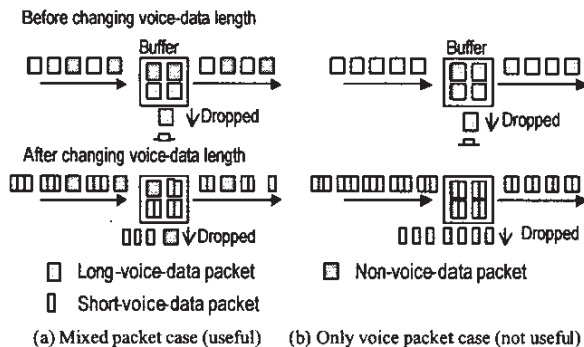 Before changing voice-data length
Buffer
Buffer
Dropped
Dropped
After changing voice-data length
Dropped
Dropped
Long-voice-data packet
Non-voice-data packet
Short-voice-data packet
(a) Mixed packet case (useful)
(b) Only voice packet case (not useful)